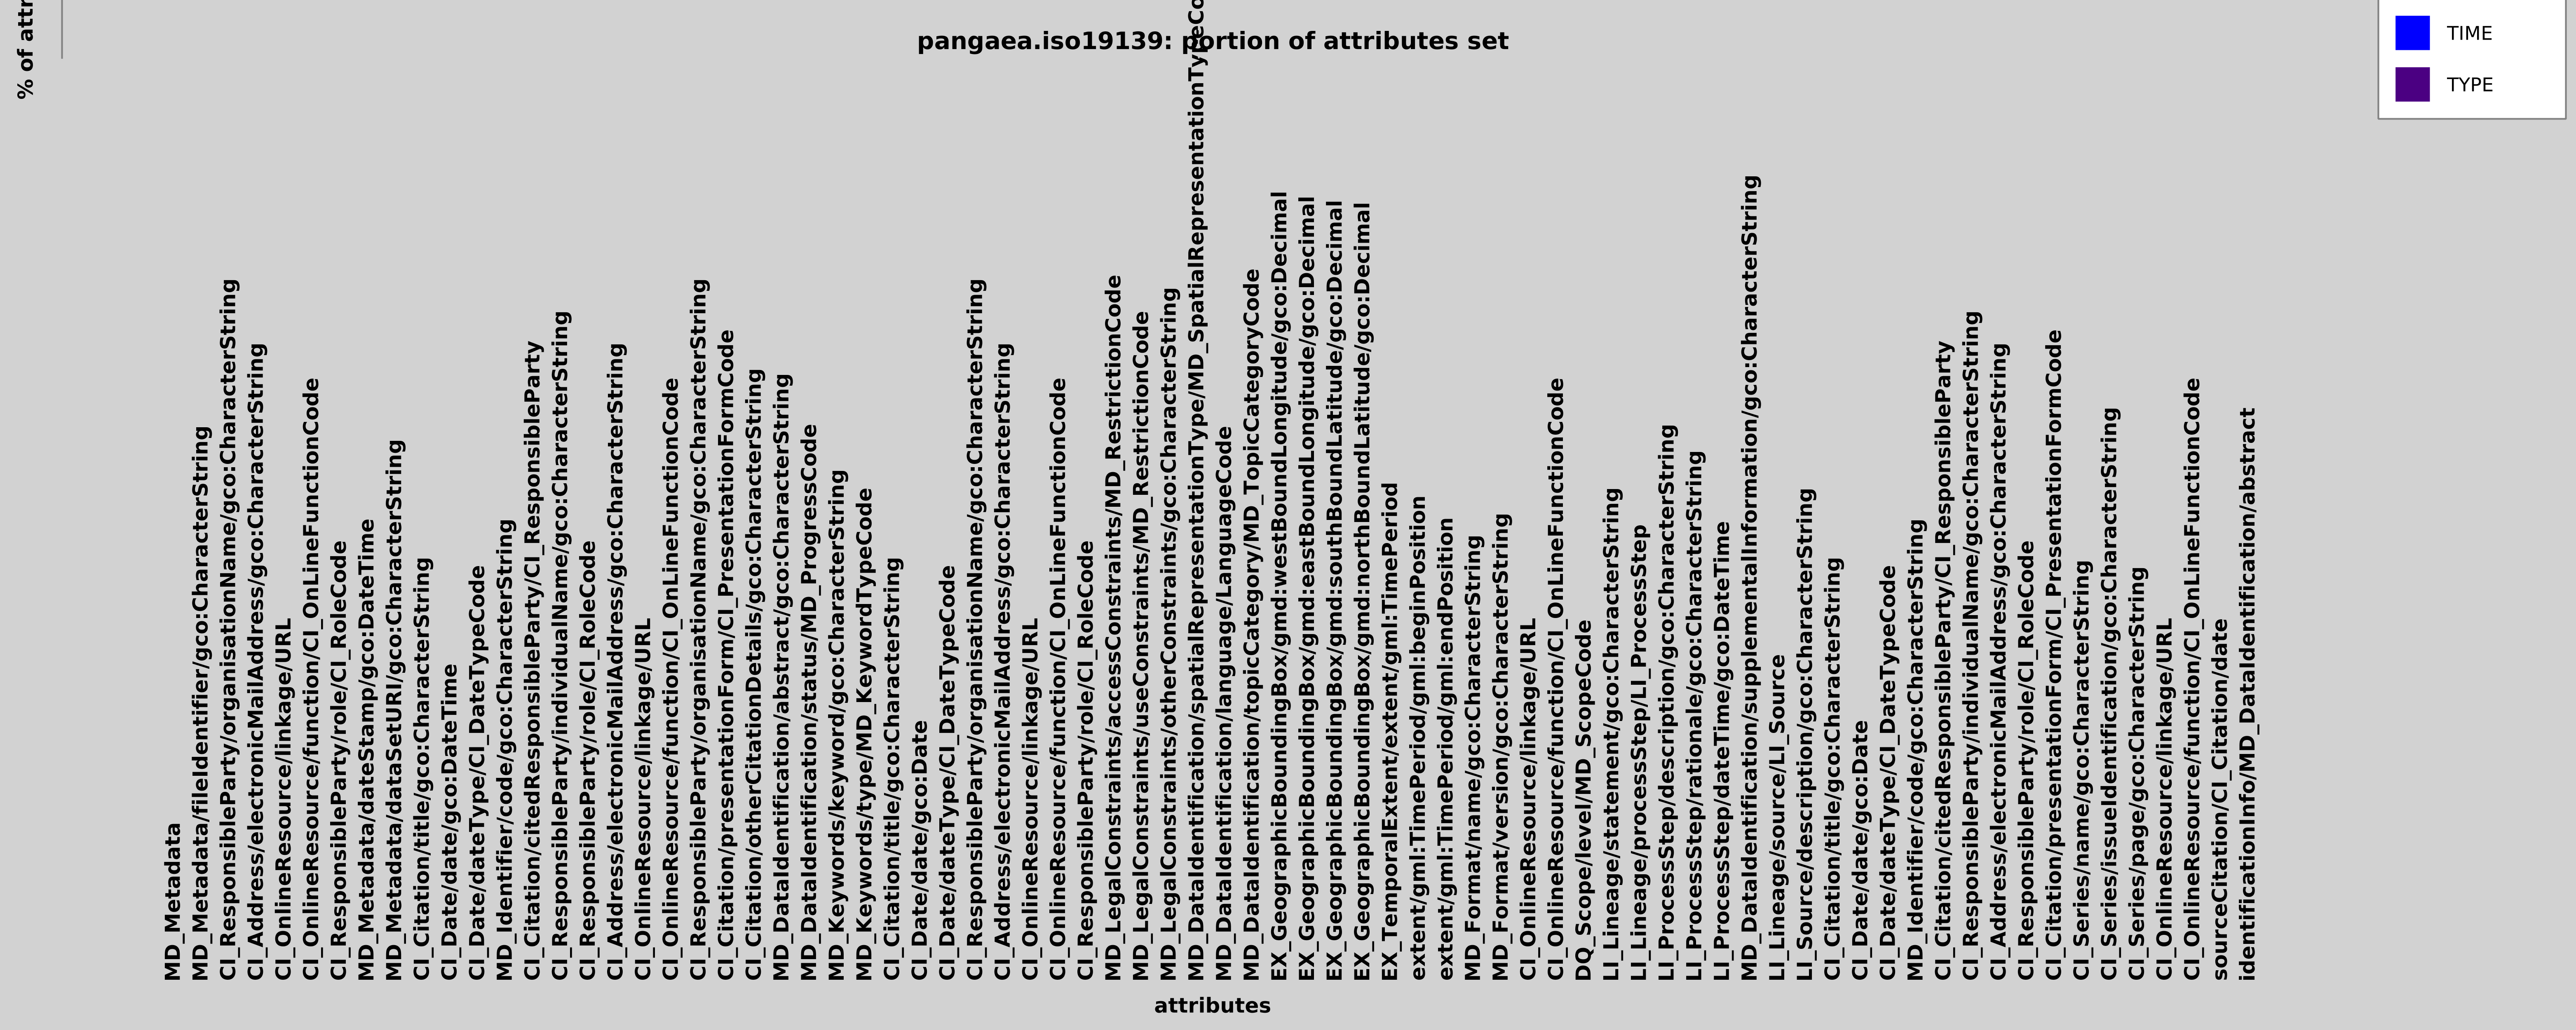 % of attr
pangaea.iso19139: portion of attributes set
TIME
TYPE
MD_Metadata
MD_Metadata/fileIdentifier/gco:CharacterString
CI_ResponsibleParty/organisationName/gco:CharacterString
CI_Address/electronicMailAddress/gco:CharacterString
CI_OnlineResource/linkage/URL
CI_OnlineResource/function/CI_OnLineFunctionCode
CI_ResponsibleParty/role/CI_RoleCode
MD_Metadata/dateStamp/gco:DateTime
MD_Metadata/dataSetURI/gco:CharacterString
CI_Citation/title/gco:CharacterString
CI_Date/date/gco:DateTime
CI_Date/dateType/CI_DateTypeCode
MD_Identifier/code/gco:CharacterString
CI_Citation/citedResponsibleParty/CI_ResponsibleParty
CI_ResponsibleParty/individualName/gco:CharacterString
CI_ResponsibleParty/role/CI_RoleCode
CI_Address/electronicMailAddress/gco:CharacterString
CI_OnlineResource/linkage/URL
CI_OnlineResource/function/CI_OnLineFunctionCode
CI_ResponsibleParty/organisationName/gco:CharacterString
CI_Citation/presentationForm/CI_PresentationFormCode
CI_Citation/otherCitationDetails/gco:CharacterString
MD_DataIdentification/abstract/gco:CharacterString
MD_DataIdentification/status/MD_ProgressCode
MD_Keywords/keyword/gco:CharacterString
MD_Keywords/type/MD_KeywordTypeCode
CI_Citation/title/gco:CharacterString
CI_Date/date/gco:Date
CI_Date/dateType/CI_DateTypeCode
CI_ResponsibleParty/organisationName/gco:CharacterString
CI_Address/electronicMailAddress/gco:CharacterString
CI_OnlineResource/linkage/URL
CI_OnlineResource/function/CI_OnLineFunctionCode
CI_ResponsibleParty/role/CI_RoleCode
MD_LegalConstraints/accessConstraints/MD_RestrictionCode
MD_LegalConstraints/useConstraints/MD_RestrictionCode
MD_LegalConstraints/otherConstraints/gco:CharacterString
MD_DataIdentification/spatialRepresentationType/MD_SpatialRepresentationTypeCo
MD_DataIdentification/language/LanguageCode
MD_DataIdentification/topicCategory/MD_TopicCategoryCode
EX_GeographicBoundingBox/gmd:westBoundLongitude/gco:Decimal
EX_GeographicBoundingBox/gmd:eastBoundLongitude/gco:Decimal
EX_GeographicBoundingBox/gmd:southBoundLatitude/gco:Decimal
EX_GeographicBoundingBox/gmd:northBoundLatitude/gco:Decimal
EX_TemporalExtent/extent/gml:TimePeriod
extent/gml:TimePeriod/gml:beginPosition
extent/gml:TimePeriod/gml:endPosition
MD_Format/name/gco:CharacterString
MD_Format/version/gco:CharacterString
CI_OnlineResource/linkage/URL
CI_OnlineResource/function/CI_OnLineFunctionCode
DQ_Scope/level/MD_ScopeCode
LI_Lineage/statement/gco:CharacterString
LI_Lineage/processStep/LI_ProcessStep
LI_ProcessStep/description/gco:CharacterString
LI_ProcessStep/rationale/gco:CharacterString
LI_ProcessStep/dateTime/gco:DateTime
MD_DataIdentification/supplementalInformation/gco:CharacterString
LI_Lineage/source/LI_Source
LI_Source/description/gco:CharacterString
CI_Citation/title/gco:CharacterString
CI_Date/date/gco:Date
CI_Date/dateType/CI_DateTypeCode
MD_Identifier/code/gco:CharacterString
CI_Citation/citedResponsibleParty/CI_ResponsibleParty
CI_ResponsibleParty/individualName/gco:CharacterString
CI_Address/electronicMailAddress/gco:CharacterString
CI_ResponsibleParty/role/CI_RoleCode
CI_Citation/presentationForm/CI_PresentationFormCode
CI_Series/name/gco:CharacterString
CI_Series/issueIdentification/gco:CharacterString
CI_Series/page/gco:CharacterString
CI_OnlineResource/linkage/URL
CI_OnlineResource/function/CI_OnLineFunctionCode
sourceCitation/CI_Citation/date
identificationInfo/MD_DataIdentification/abstract
attributes